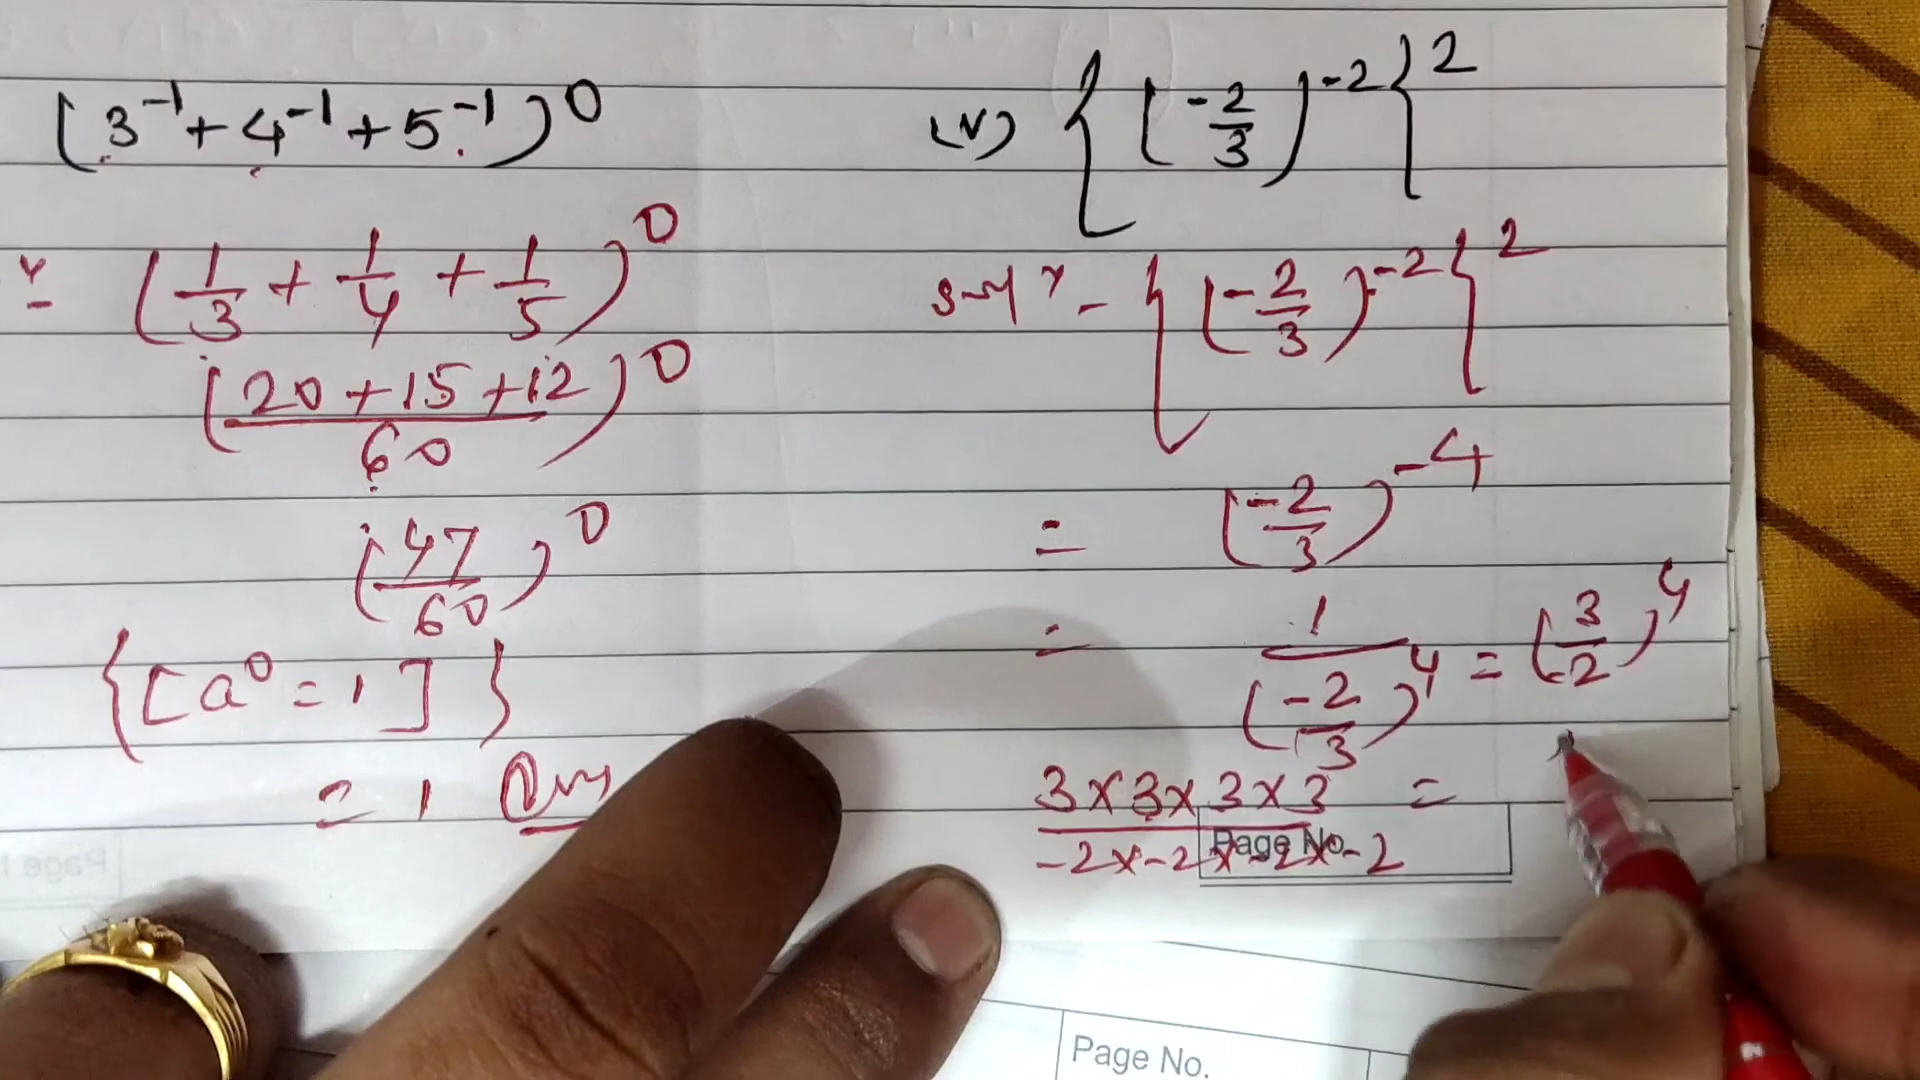 (3⁻¹ + 4⁻¹ + 5⁻¹)⁰
(1/3 + 1/4 + 1/5)⁰
(20 + 15 + 12 / 60)⁰
(47/60)⁰
{[a⁰ = 1]}
= 1 Ans
(V) {(-2/3)⁻²}²
{(-2/3)⁻²}²
= (-2/3)⁻⁴
= 1/(-2/3)⁴ = (3/-2)⁴
3×3×3×3 / -2×-2×-2×-2 =
Page No.
Page No.